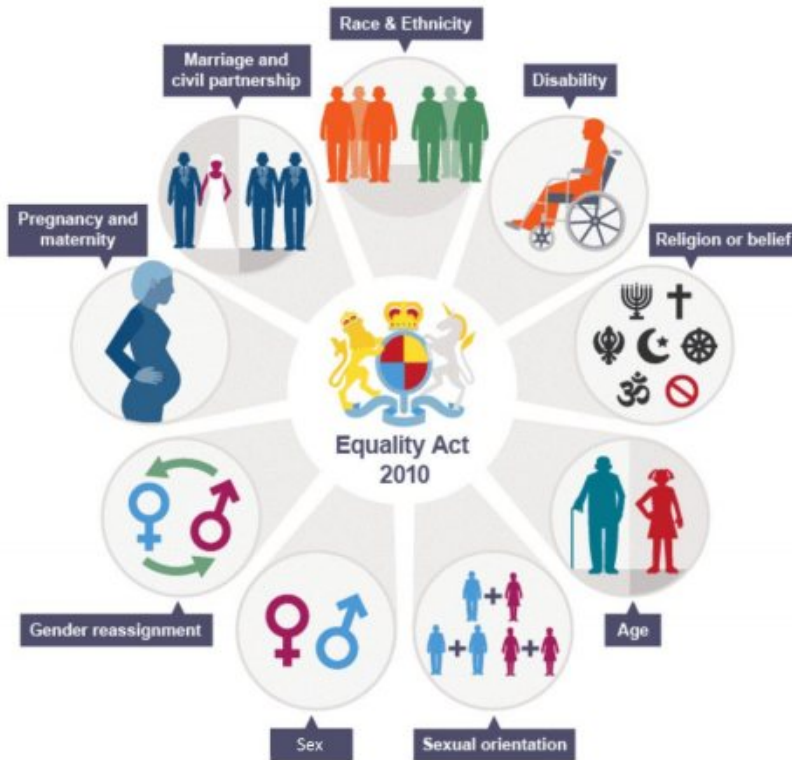 Race & Ethnicity
Marriage and
civil partnership
Disability
Pregnancy and
maternity
Religion or belief
Equality Act
2010
Gender reassignment
Age
Sex
Sexual orientation